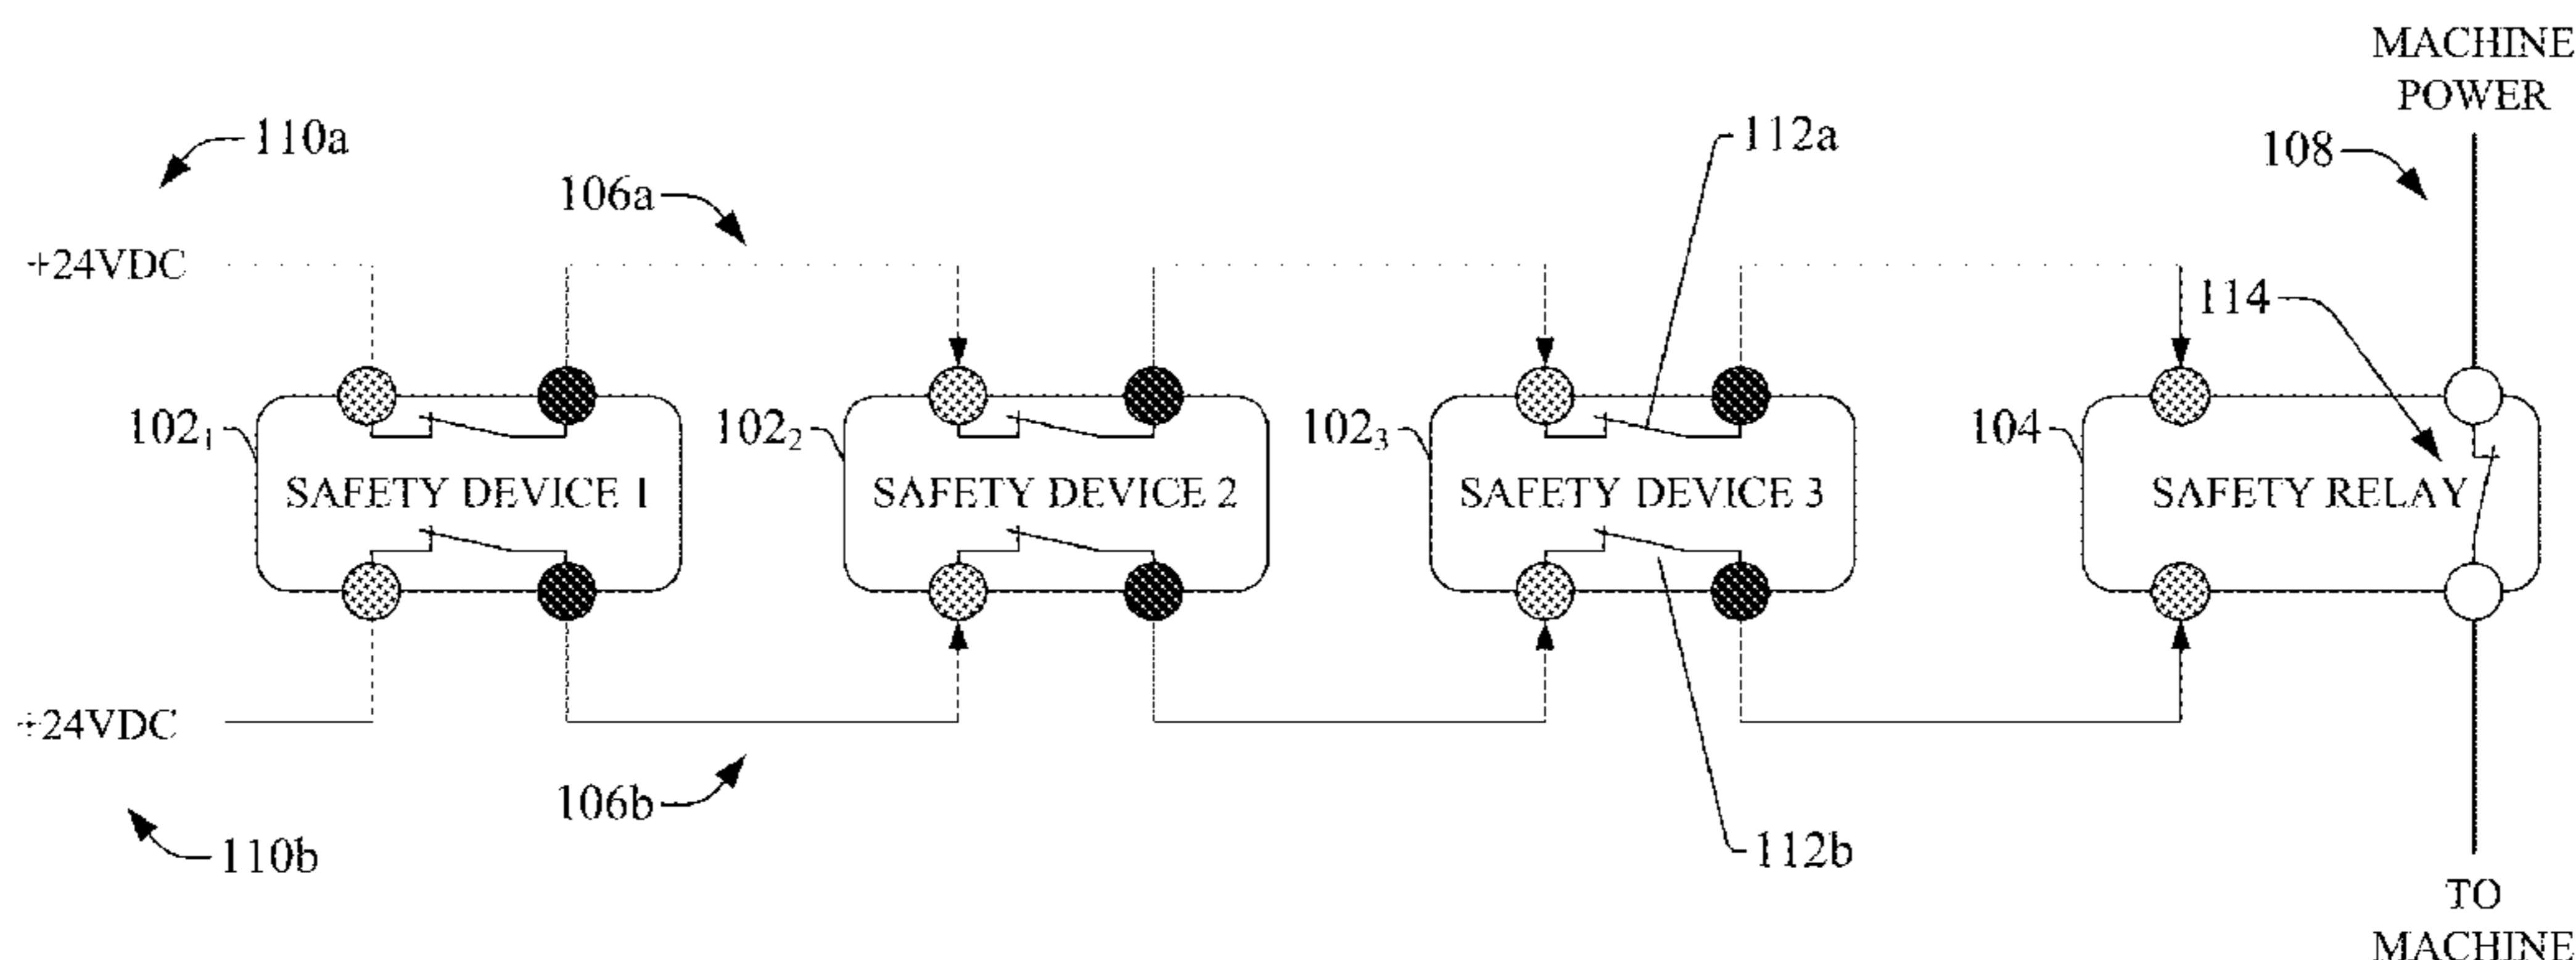 MACHINE
POWER
110a
112a
108
106a
+24VDC
114
102₁
102₂
102₃
104
SAFETY DEVICE 1
SAFETY DEVICE 2
SAFETY DEVICE 3
SAFETY RELAY
+24VDC
106b
110b
112b
TO
MACHINE